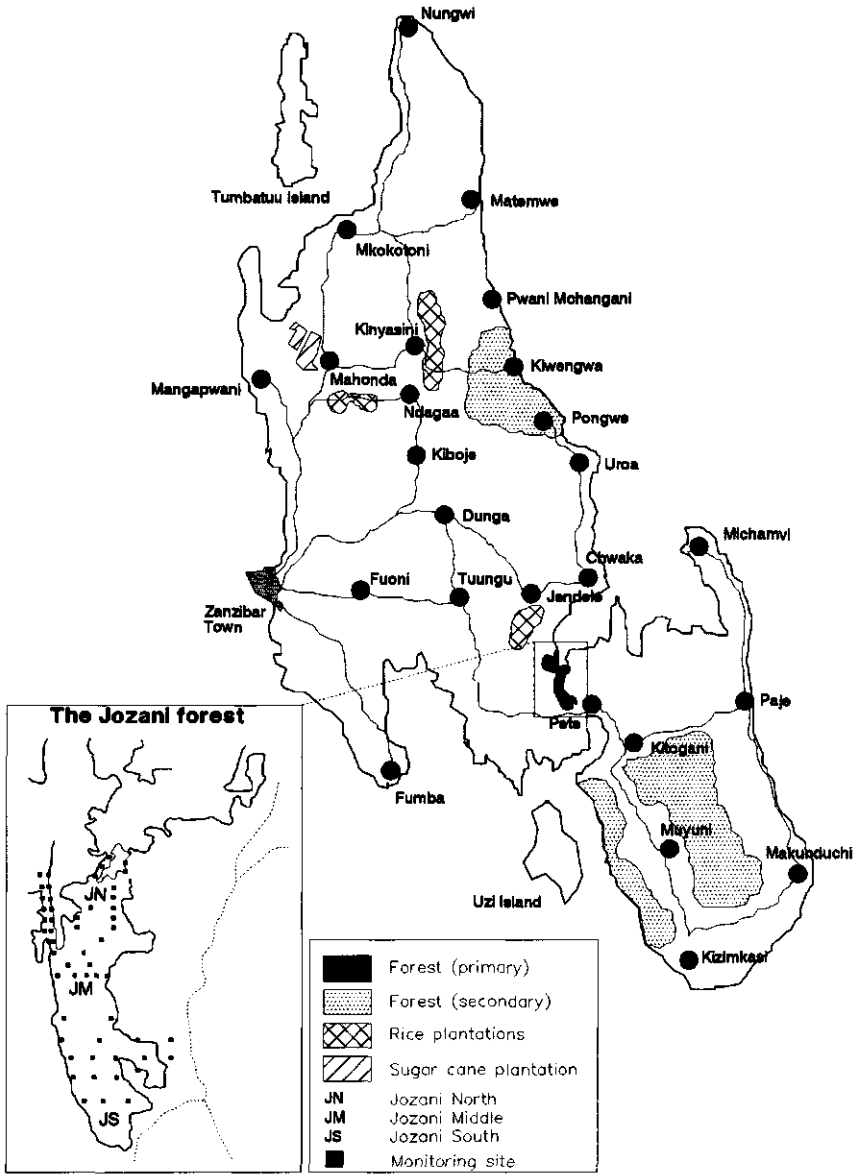 Nungwi
Tumbatuu Island
Matemwe
Mkokotoni
Pwani Mchangani
Kinyasini
Kiwengwa
Mahonda
Mangapwani
Ndagaa
Pongwe
Kiboje
Uroa
Dunga
Michamvi
Chwaka
Fuoni
Tuungu
Jendele
Zanzibar
Town
The Jozani forest
Pete
Paje
Kitogani
Fumba
Muyuni
Makunduchi
JN
Uzi Island
Kizimkasi
JM
JS
Forest (primary)
Forest (secondary)
Rice plantations
Sugar cane plantation
JN Jozani North
JM Jozani Middle
JS Jozani South
Monitoring site